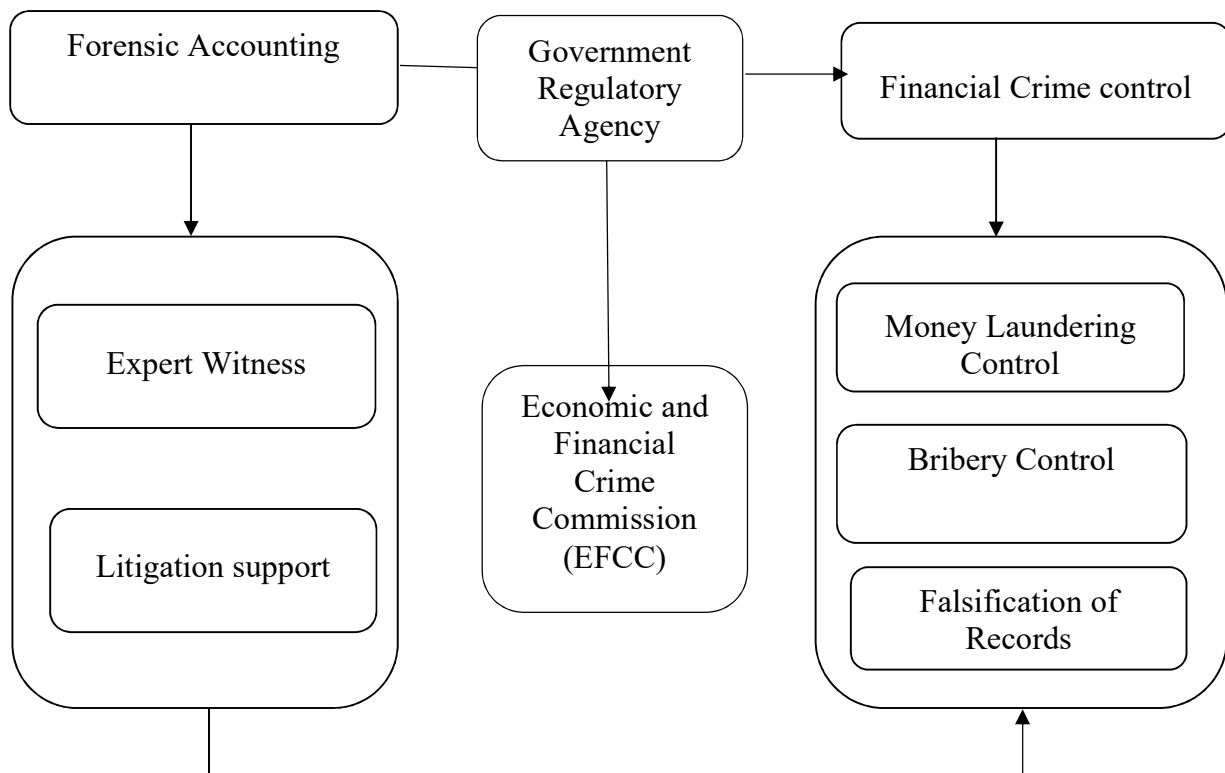 Forensic Accounting
Government
Regulatory
Agency
Financial Crime control
Expert Witness
Litigation support
Economic and
Financial
Crime
Commission
(EFCC)
Money Laundering
Control
Bribery Control
Falsification of
Records